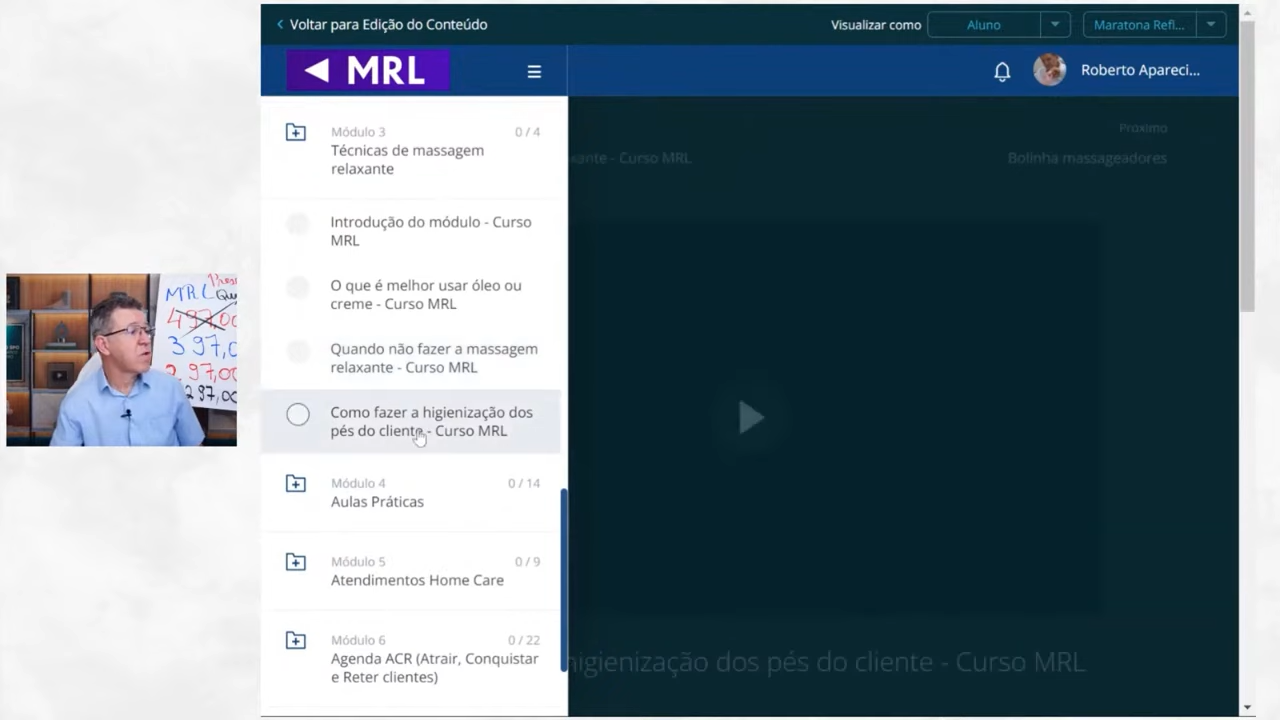 Voltar para Edição do Conteúdo
Visualizar como
Aluno
Maratona Refl...
MRL
Roberto Apareci...
Módulo 3
0 / 4
Técnicas de massagem
relaxante
Introdução do módulo - Curso
MRL
O que é melhor usar óleo ou
creme - Curso MRL
Quando não fazer a massagem
relaxante - Curso MRL
Como fazer a higienização dos
pés do cliente - Curso MRL
Módulo 4
0 / 14
Aulas Práticas
Módulo 5
0 / 9
Atendimentos Home Care
Módulo 6
0 / 22
Agenda ACR (Atrair, Conquistar
e Reter clientes)
Próximo
xante - Curso MRL
Bolinha massageadores
higienização dos pés do cliente - Curso MRL
MRL
497,00
397,0
297,00